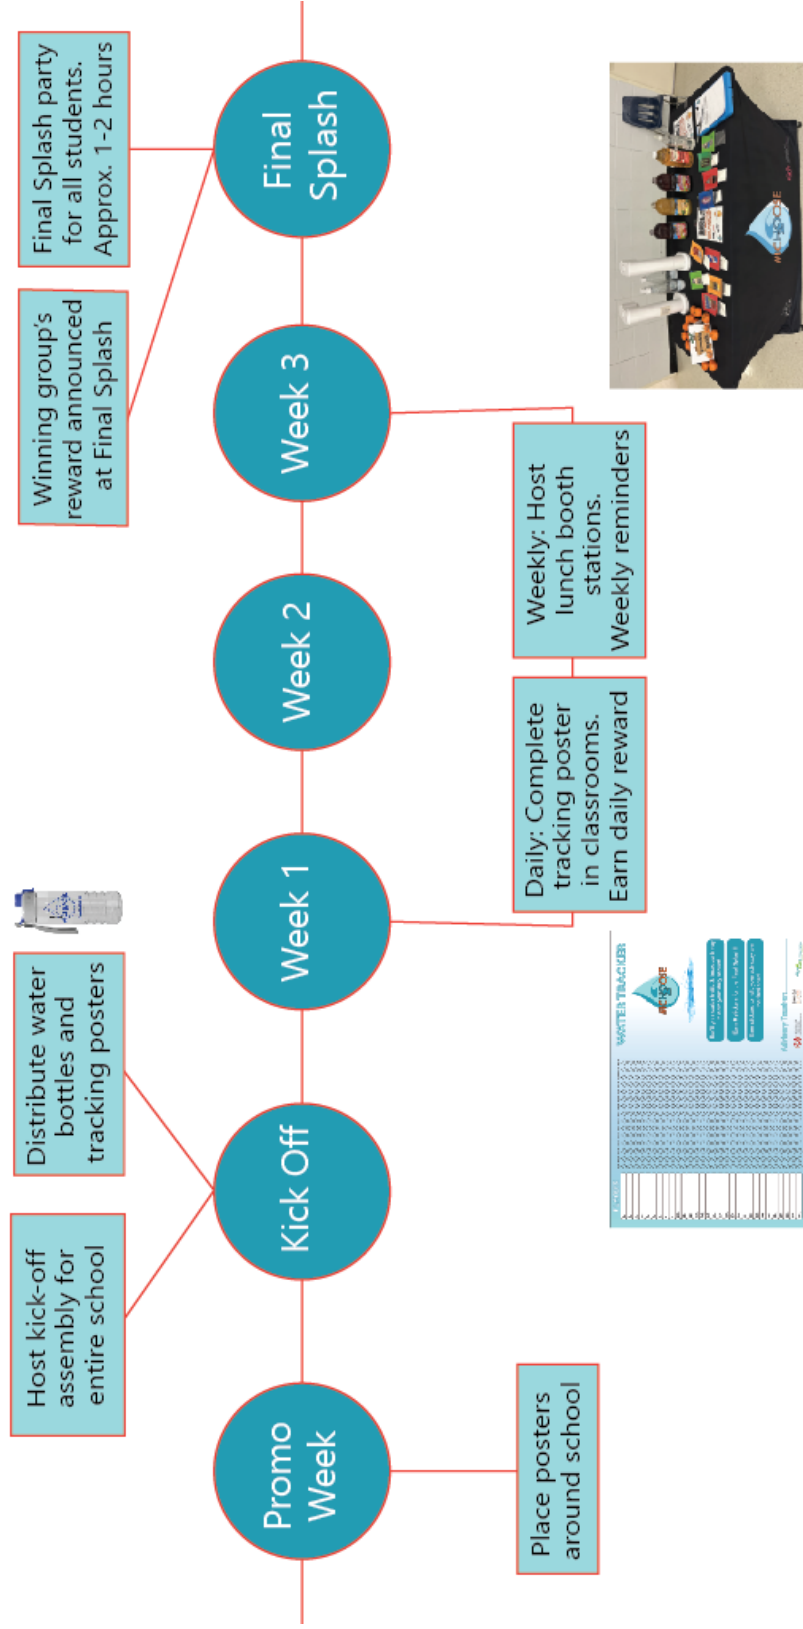 Host kick-off
assembly for
entire school
Distribute water
bottles and
tracking posters
Winning group's
reward announced
at Final Splash
Final Splash party
for all students.
Approx. 1-2 hours
Promo
Week
Kick Off
Week 1
Week 2
Week 3
Final
Splash
Place posters
around school
Daily: Complete
tracking poster
in classrooms.
Earn daily reward
Weekly: Host
lunch booth
stations.
Weekly reminders
WATER TRACKER
Advisory Teacher